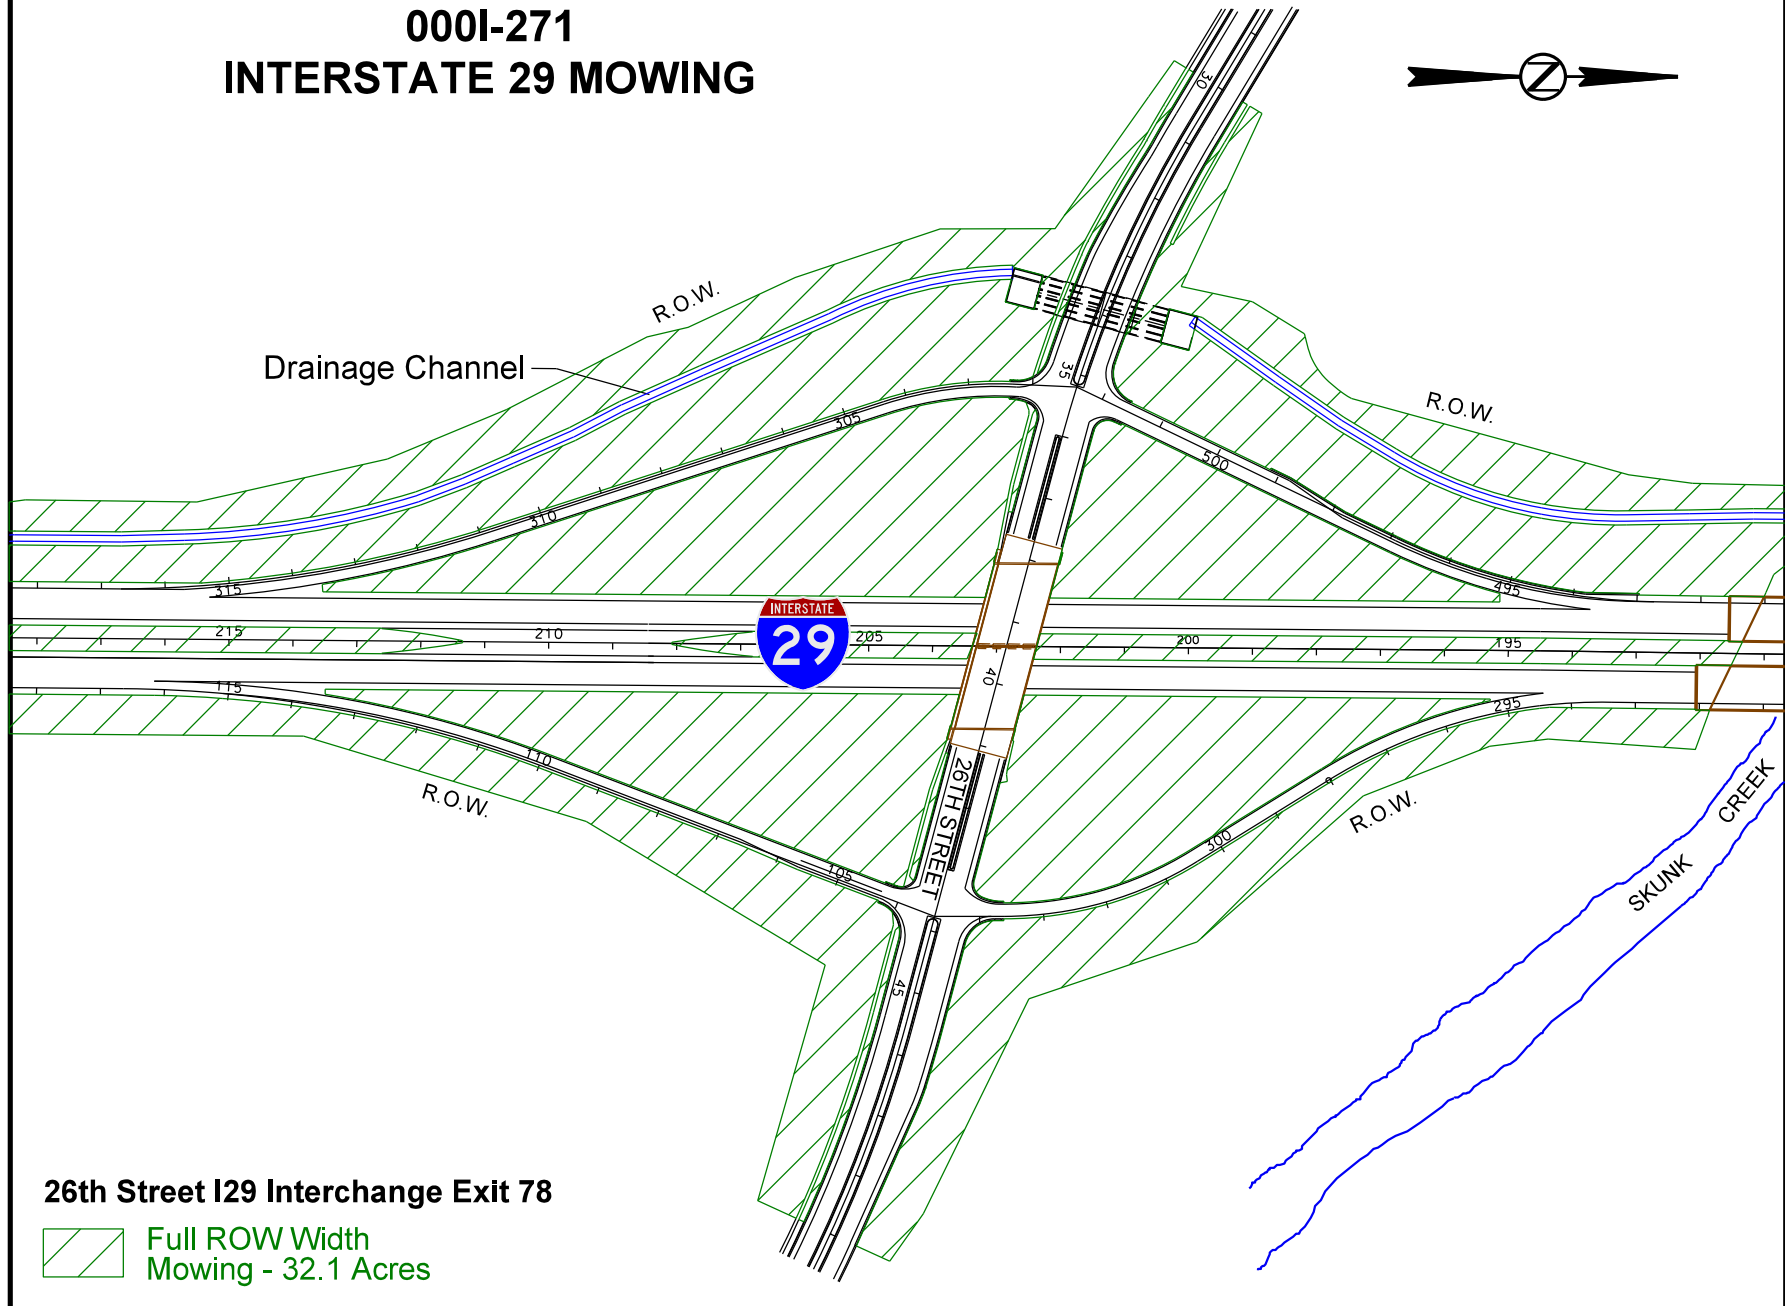 000I-271
INTERSTATE 29 MOWING
Z
30
R.O.W.
Drainage Channel
35
R.O.W.
305
500
310
315
495
INTERSTATE
29
215
210
205
200
195
40
115
295
110
26TH STREET
R.O.W.
R.O.W.
CREEK
300
105
SKUNK
45
26th Street I29 Interchange Exit 78
Full ROW Width
Mowing - 32.1 Acres